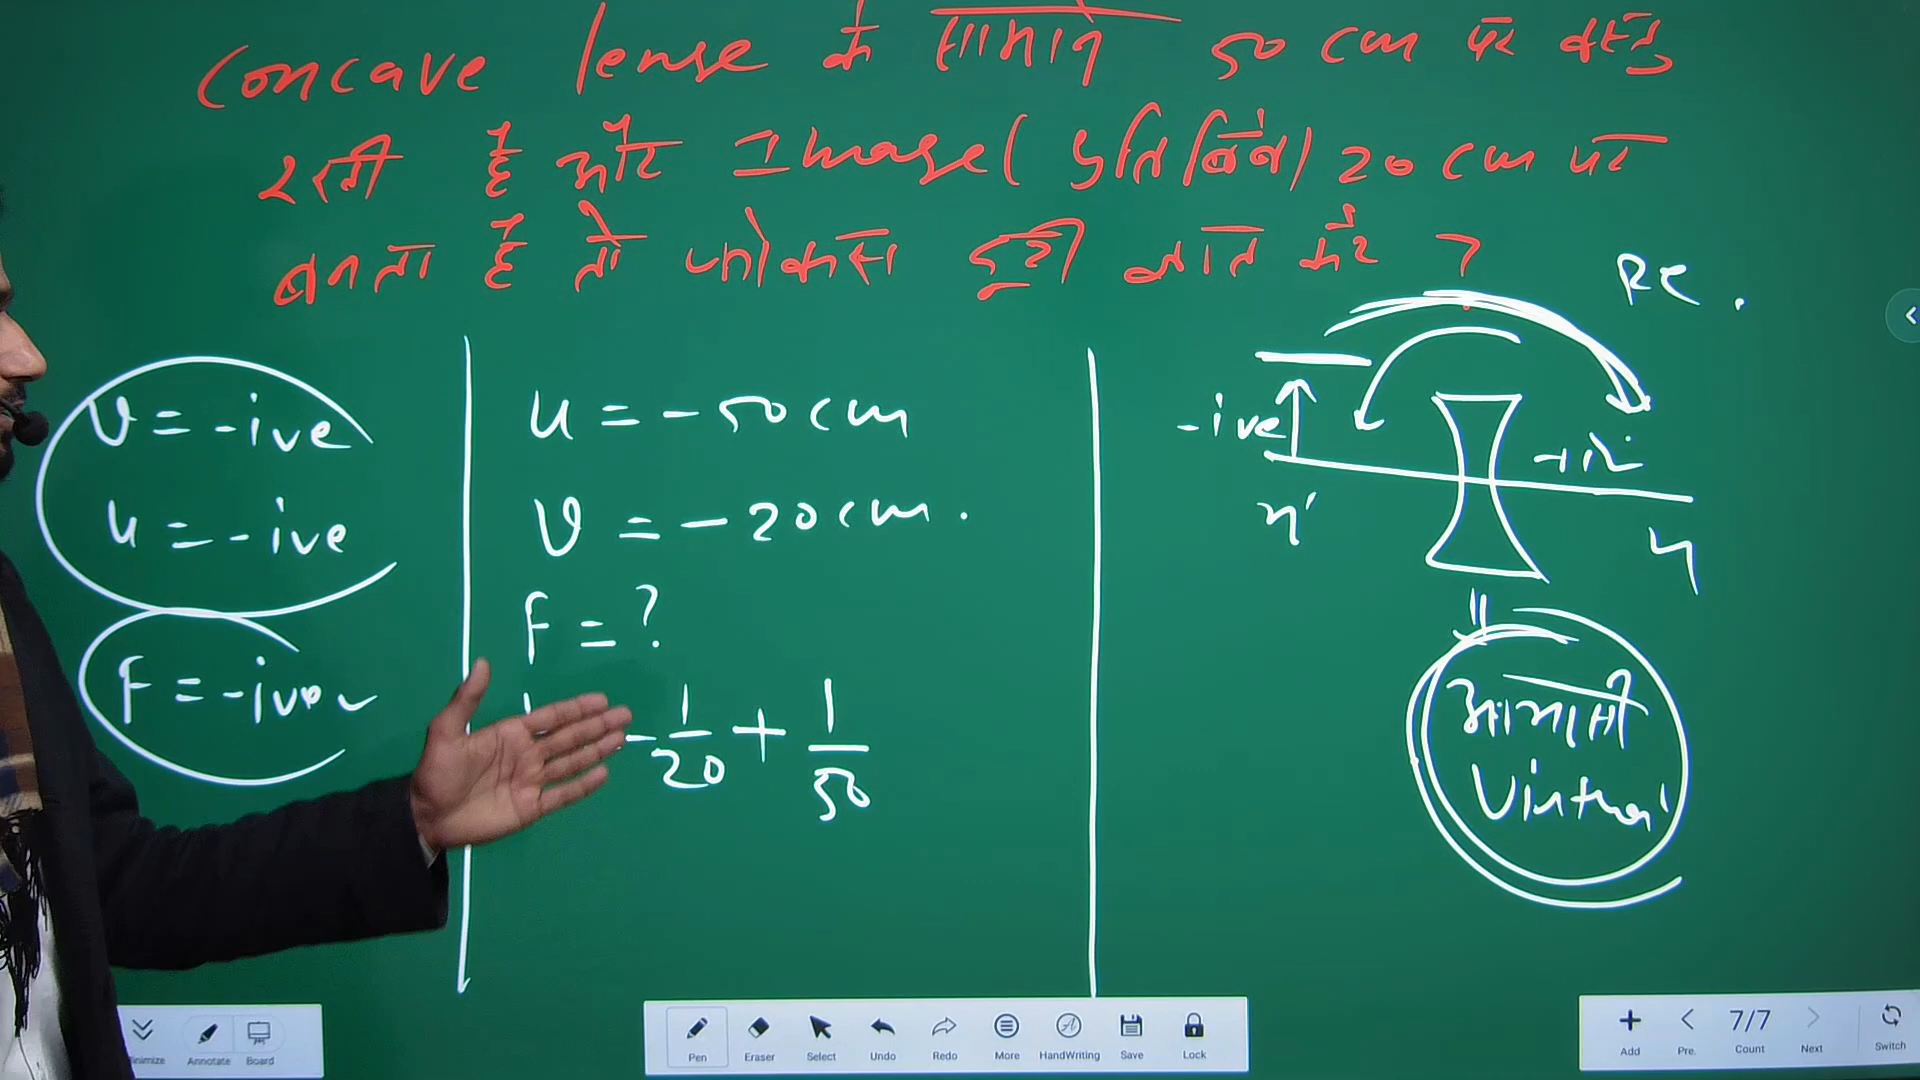 Concave lense के सामने 50 cm पर वस्तु
रखी है और Image (प्रतिबिंब) 20 cm पर
बनता है तो फोकस दूरी ज्ञात करें ?
v = -ive
u = -ive
F = -ive
u = - 50 cm
v = - 20 cm.
F = ?
- 1/20 + 1/50
-ive
+ive
x'
x
आभासी
Virtual
Minimize Annotate Board
Pen Eraser Select Undo Redo More HandWriting Save Lock
Add Pre. 7/7 Count Next Switch